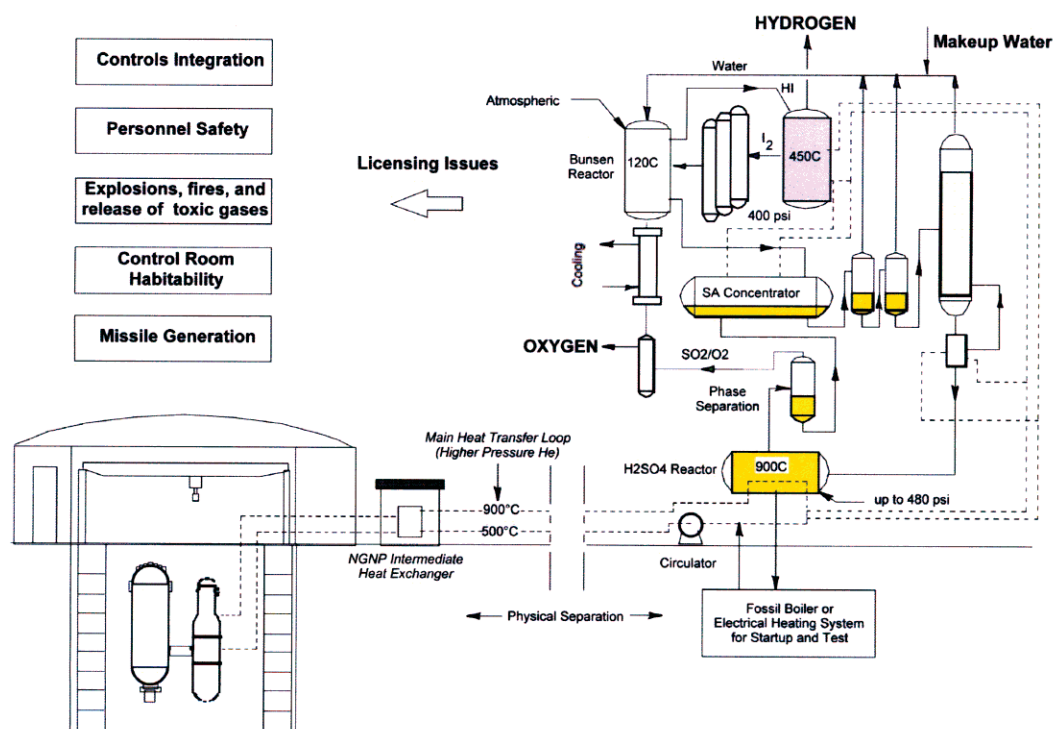 HYDROGEN
Makeup Water
Controls Integration
Water
HI
Atmospheric
Personnel Safety
I2
Bunsen
Reactor
120C
450C
Licensing Issues
Explosions, fires, and
release of toxic gases
400 psi
Control Room
Habitability
Cooling
SA Concentrator
Missile Generation
OXYGEN
SO2/O2
Phase
Separation
Main Heat Transfer Loop
(Higher Pressure He)
H2SO4 Reactor
900C
up to 480 psi
900°C
500°C
NGNP Intermediate
Heat Exchanger
Circulator
Physical Separation
Fossil Boiler or
Electrical Heating System
for Startup and Test